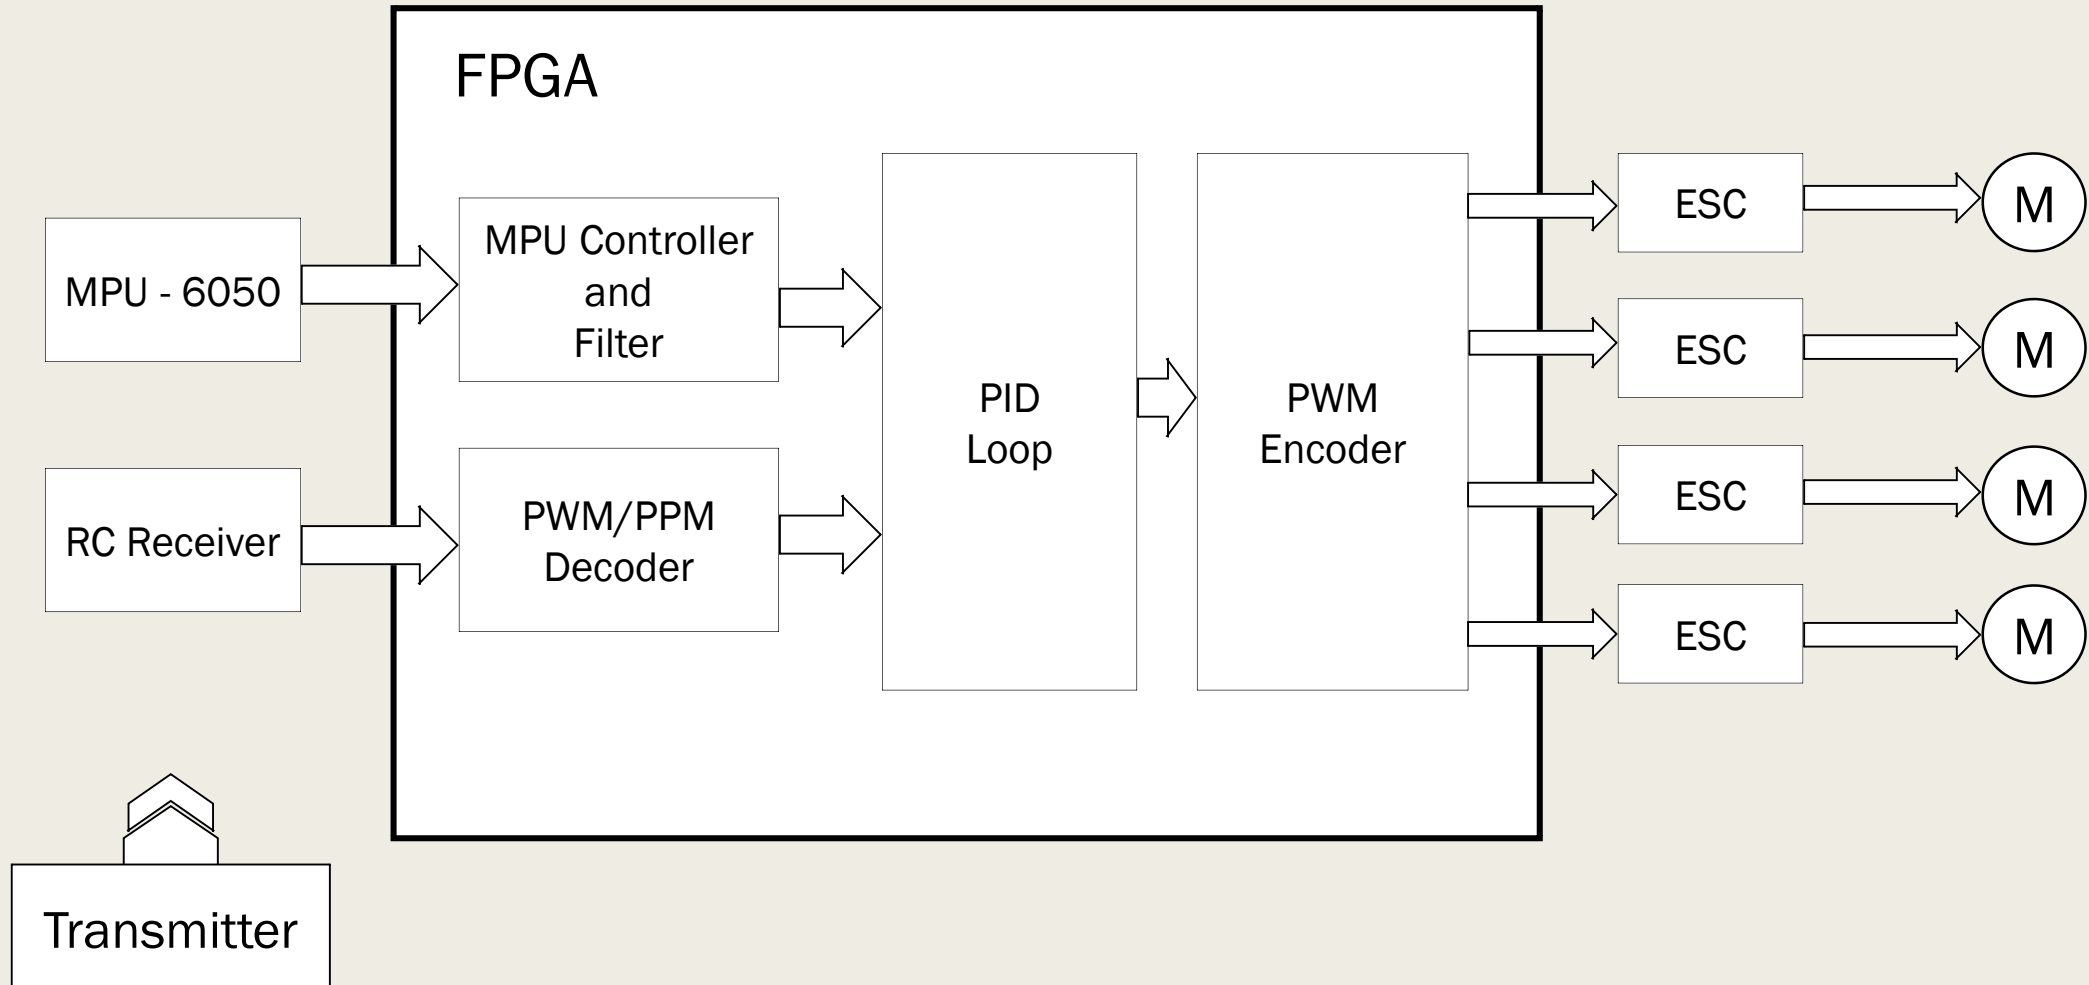 FPGA
MPU - 6050
MPU Controller
and
Filter
RC Receiver
PWM/PPM
Decoder
PID
Loop
PWM
Encoder
ESC
M
ESC
M
ESC
M
ESC
M
Transmitter